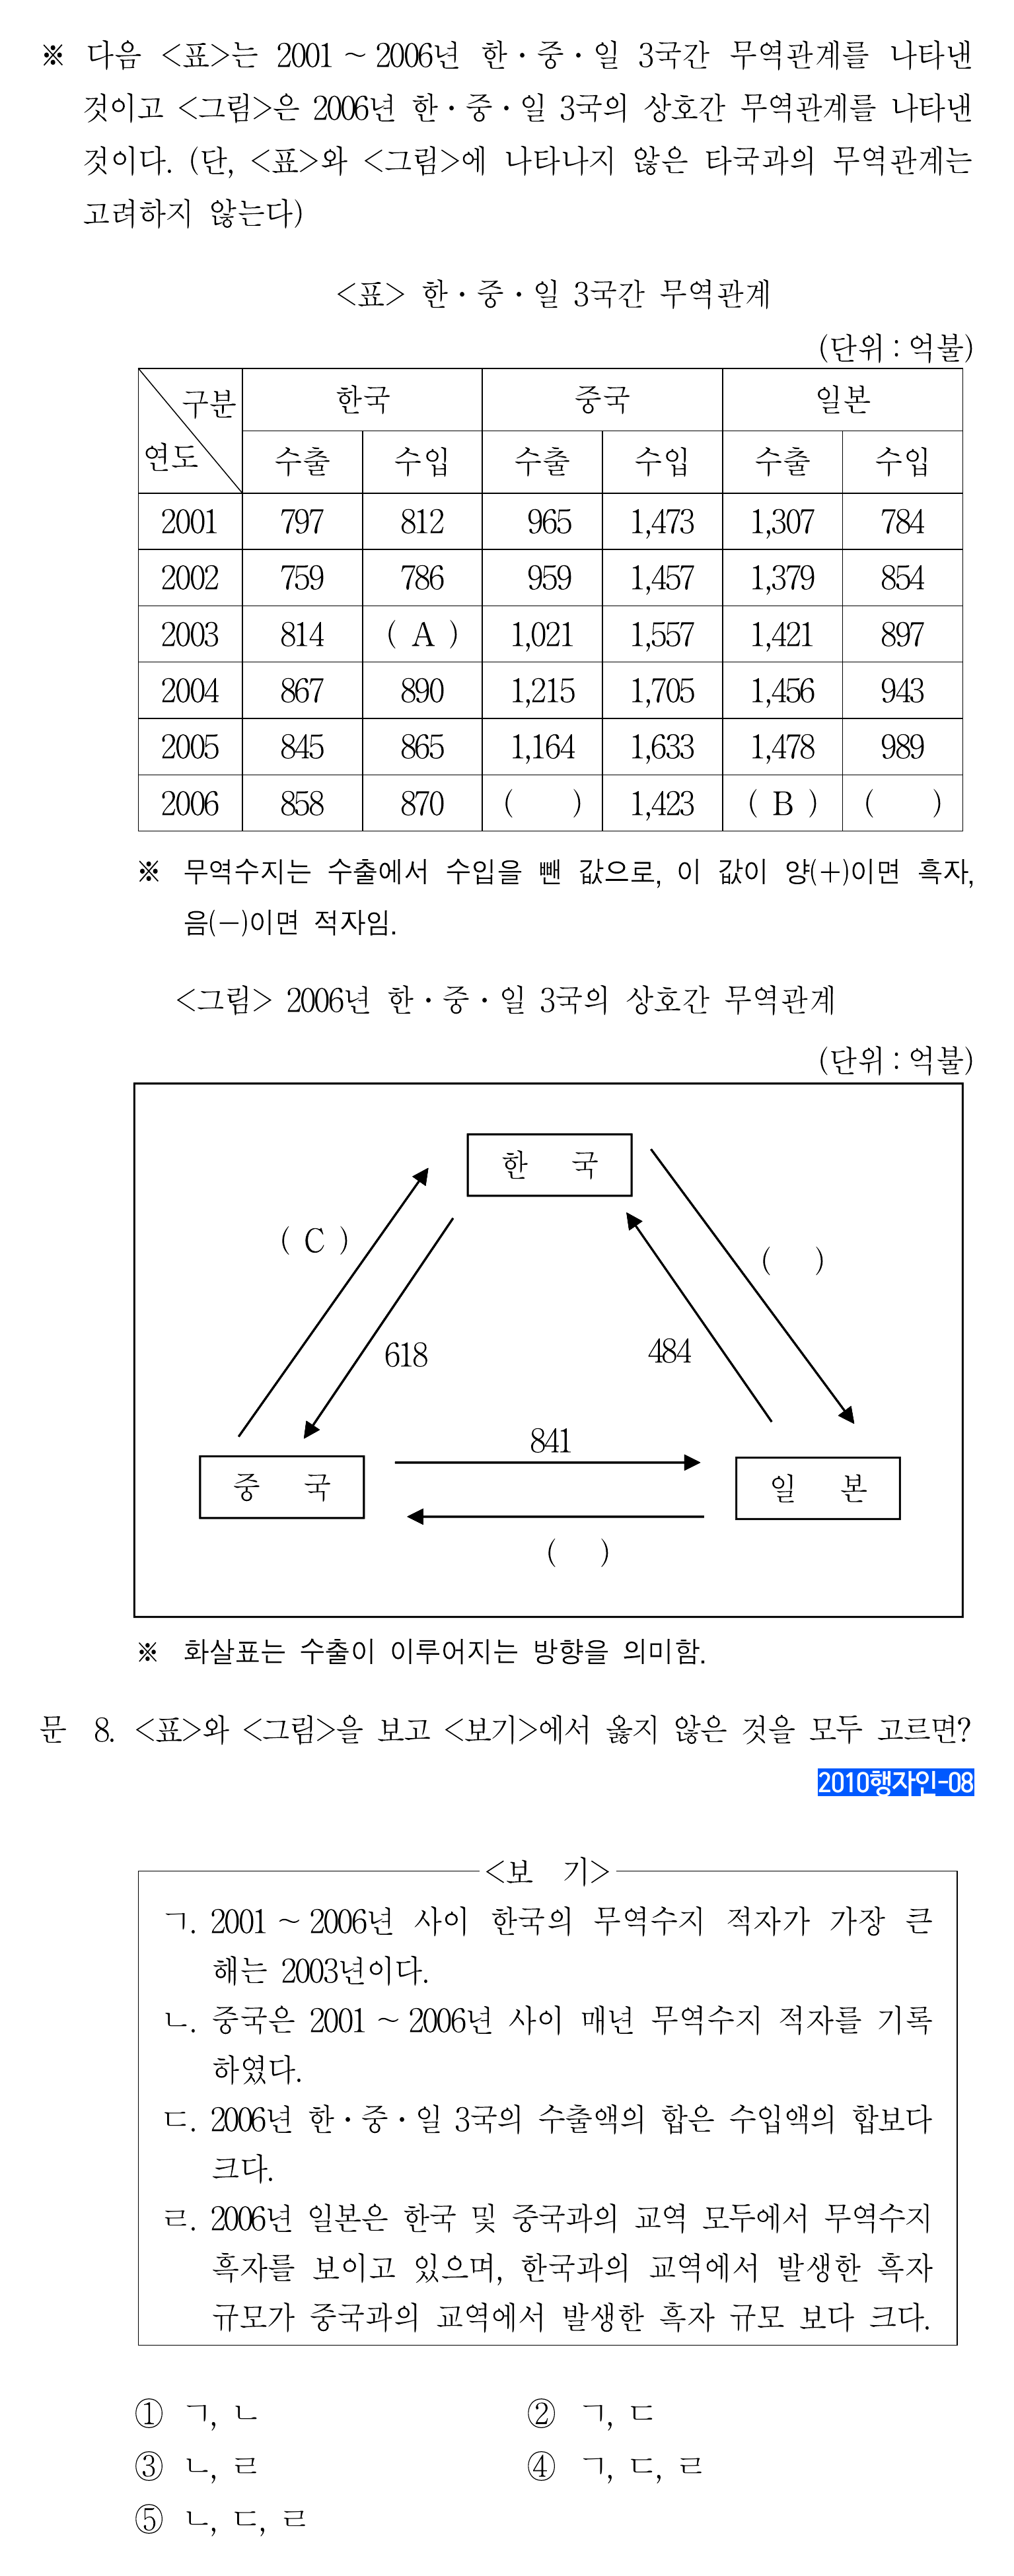 ※ 다음 <표>는 2001 ~ 2006년 한·중·일 3국간 무역관계를 나타낸
것이고 <그림>은 2006년 한·중·일 3국의 상호간 무역관계를 나타낸
것이다. (단, <표>와 <그림>에 나타나지 않은 타국과의 무역관계는
고려하지 않는다)
<표> 한·중·일 3국간 무역관계
(단위 : 억불)
구분 한국 중국 일본
연도 수출 수입 수출 수입 수출 수입
2001 797 812 965 1,473 1,307 784
2002 759 786 959 1,457 1,379 854
2003 814 ( A ) 1,021 1,557 1,421 897
2004 867 890 1,215 1,705 1,456 943
2005 845 865 1,164 1,633 1,478 989
2006 858 870 ( ) 1,423 ( B ) ( )
※ 무역수지는 수출에서 수입을 뺀 값으로, 이 값이 양(+)이면 흑자,
음(-)이면 적자임.
<그림> 2006년 한·중·일 3국의 상호간 무역관계
(단위 : 억불)
한 국
( C )
( )
618
484
841
중 국
일 본
( )
※ 화살표는 수출이 이루어지는 방향을 의미함.
문 8. <표>와 <그림>을 보고 <보기>에서 옳지 않은 것을 모두 고르면?
2010행자인-08
<보 기>
ㄱ. 2001 ~ 2006년 사이 한국의 무역수지 적자가 가장 큰
해는 2003년이다.
ㄴ. 중국은 2001 ~ 2006년 사이 매년 무역수지 적자를 기록
하였다.
ㄷ. 2006년 한·중·일 3국의 수출액의 합은 수입액의 합보다
크다.
ㄹ. 2006년 일본은 한국 및 중국과의 교역 모두에서 무역수지
흑자를 보이고 있으며, 한국과의 교역에서 발생한 흑자
규모가 중국과의 교역에서 발생한 흑자 규모 보다 크다.
① ㄱ, ㄴ ② ㄱ, ㄷ
③ ㄴ, ㄹ ④ ㄱ, ㄷ, ㄹ
⑤ ㄴ, ㄷ, ㄹ